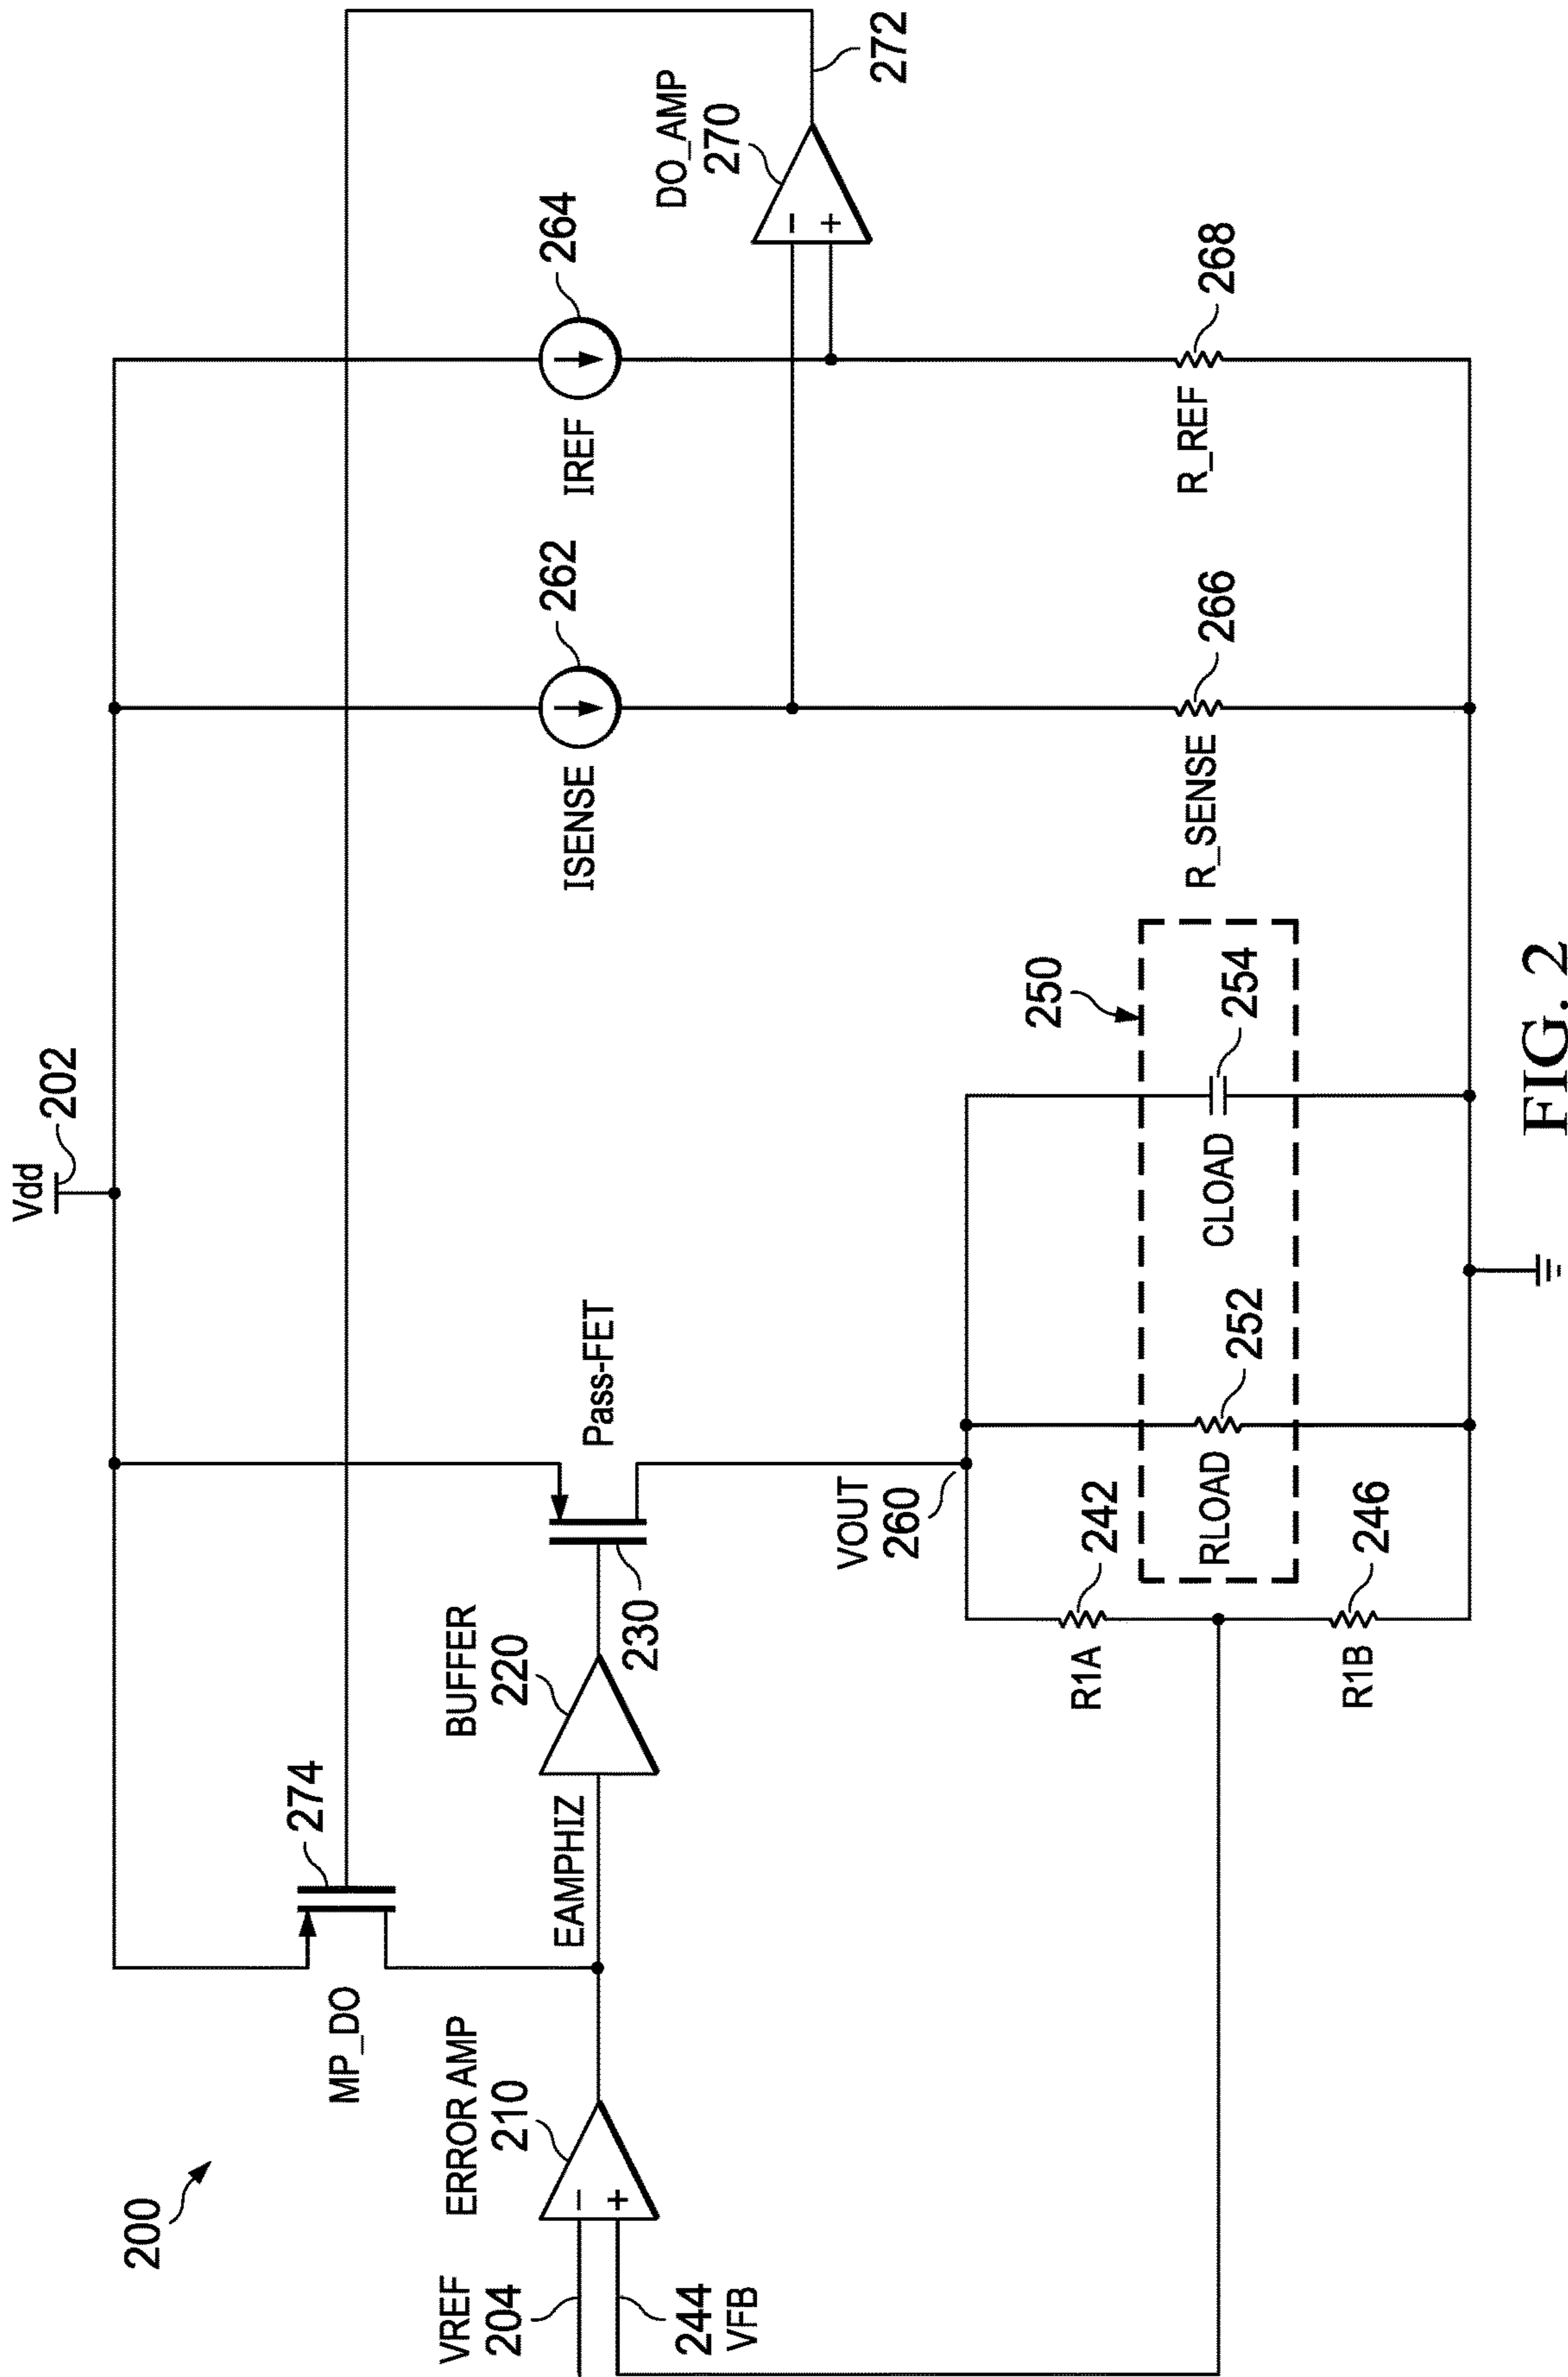 200
Vdd
202
VREF
204
244
VFB
ERROR AMP
210
−
+
MP_DO
274
EAMPHIZ
BUFFER
220
230
Pass-FET
VOUT
260
R1A
242
R1B
246
250
RLOAD
252
CLOAD
254
ISENSE
262
IREF
264
R_SENSE
266
R_REF
268
DO_AMP
270
−
+
272
FIG. 2